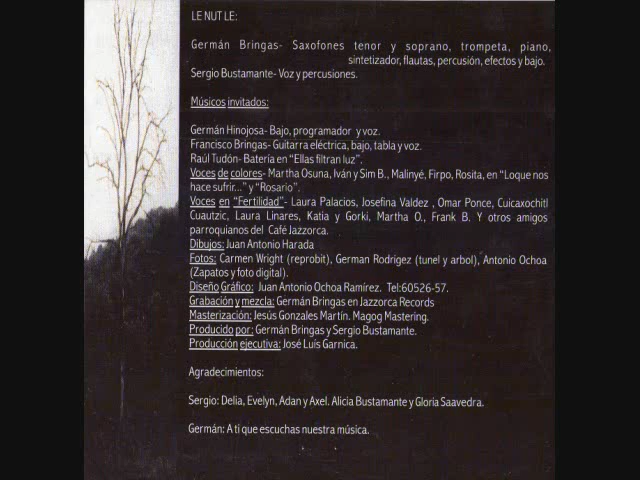 LE NUT LE:
Germán Bringas- Saxofones tenor y soprano, trompeta, piano,
sintetizador, flautas, percusión, efectos y bajo.
Sergio Bustamante- Voz y percusiones.
Músicos invitados:
Germán Hinojosa- Bajo, programador y voz.
Francisco Bringas- Guitarra eléctrica, bajo, tabla y voz.
Raúl Tudón- Batería en “Ellas filtran luz”.
Voces de colores- Martha Osuna, Iván y Sim B., Malinyé, Firpo, Rosita, en “Loque nos
hace sufrir...” y “Rosario”.
Voces en “Fertilidad”- Laura Palacios, Josefina Valdez , Omar Ponce, Cuicaxochitl
Cuautzic, Laura Linares, Katia y Gorki, Martha O., Frank B. Y otros amigos
parroquianos del Café Jazzorca.
Dibujos: Juan Antonio Harada
Fotos: Carmen Wright (reprobit), German Rodrigez (tunel y arbol), Antonio Ochoa
(Zapatos y foto digital).
Diseño Gráfico: Juan Antonio Ochoa Ramírez. Tel:60526-57.
Grabación y mezcla: Germán Bringas en Jazzorca Records
Masterización: Jesús Gonzales Martín. Magog Mastering.
Producido por: Germán Bringas y Sergio Bustamante.
Producción ejecutiva: José Luís Garnica.
Agradecimientos:
Sergio: Delia, Evelyn, Adan y Axel. Alicia Bustamante y Gloria Saavedra.
Germán: A ti que escuchas nuestra música.